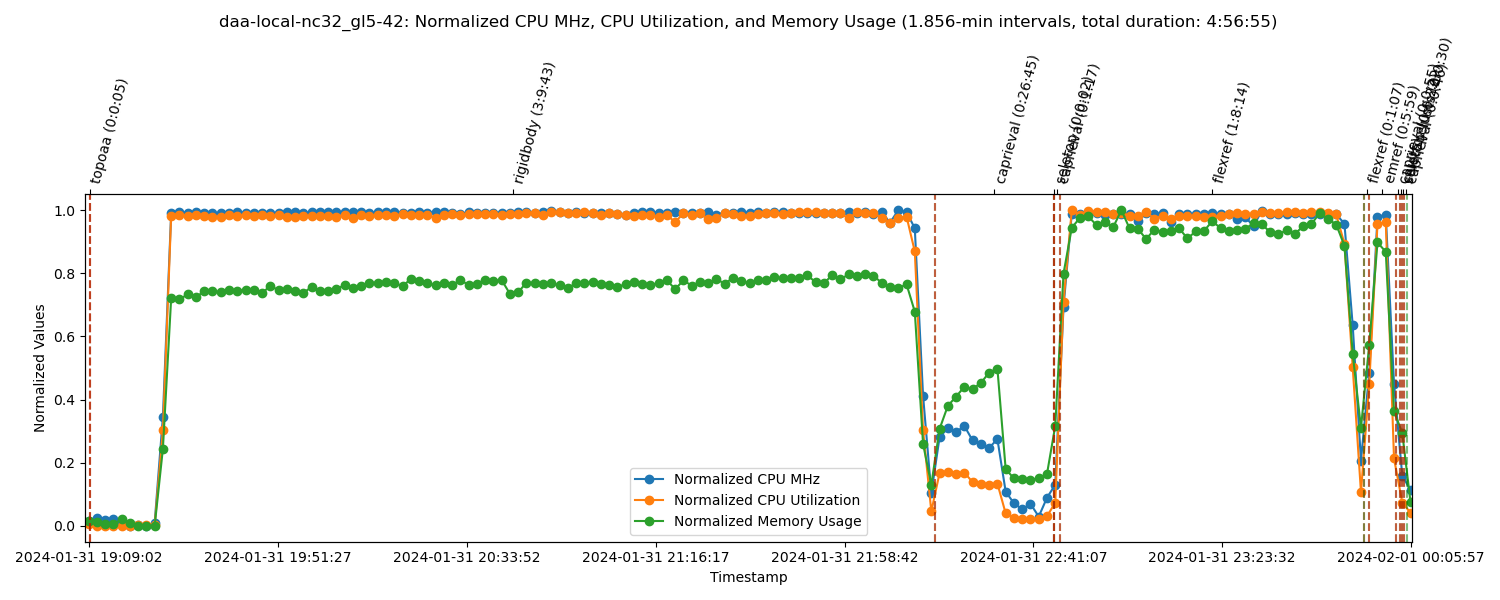 daa-local-nc32_gl5-42: Normalized CPU MHz, CPU Utilization, and Memory Usage (1.856-min intervals, total duration: 4:56:55)
topoaa (0:0:05)
rigidbody (3:9:43)
caprieval (0:26:45)
caprieval (0:1:17)
flexref (1:8:14)
flexref (0:1:07)
emref (0:5:59)
1.0
0.8
0.6
0.4
0.2
0.0
Normalized Values
Normalized CPU MHz
Normalized CPU Utilization
Normalized Memory Usage
2024-01-31 19:09:02
2024-01-31 19:51:27
2024-01-31 20:33:52
2024-01-31 21:16:17
2024-01-31 21:58:42
2024-01-31 22:41:07
2024-01-31 23:23:32
2024-02-01 00:05:57
Timestamp